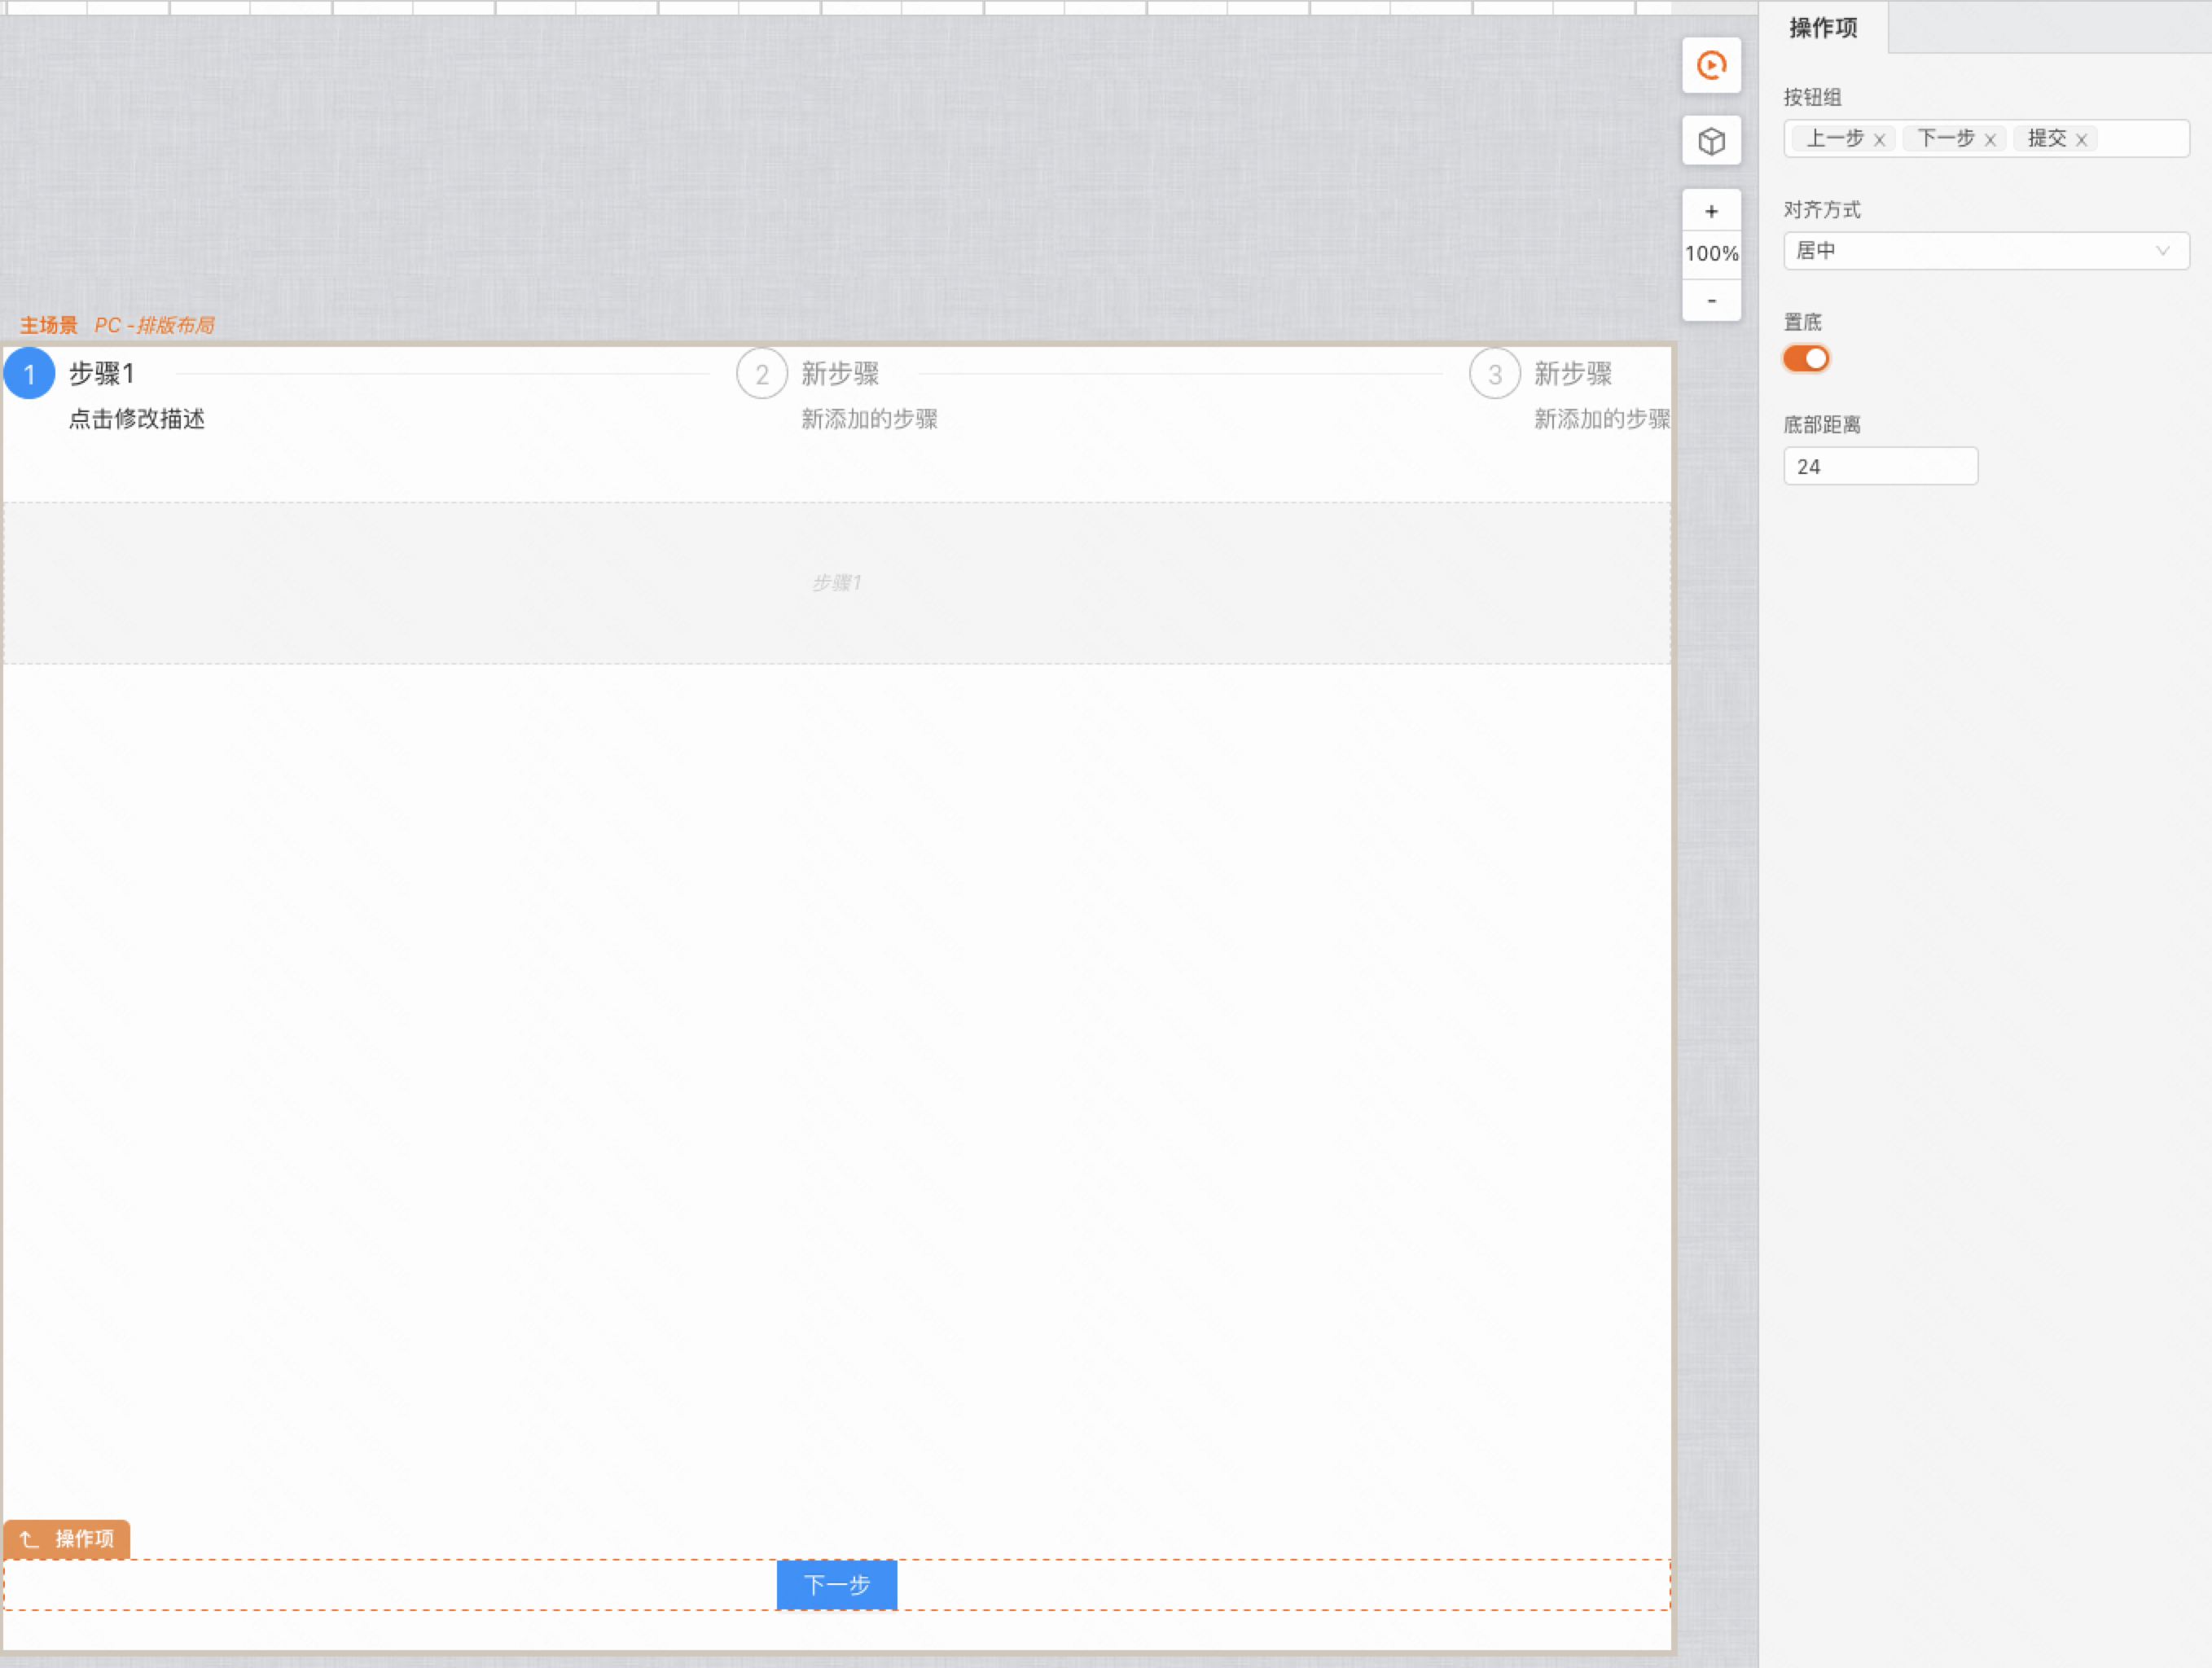 操作项
按钮组
上一步 x 下一步 x 提交 x
对齐方式
居中
置底
底部距离
24
+
100%
-
主场景 PC -排版布局
1 步骤1
点击修改描述
2 新步骤
新添加的步骤
3 新步骤
新添加的步骤
步骤1
操作项
下一步